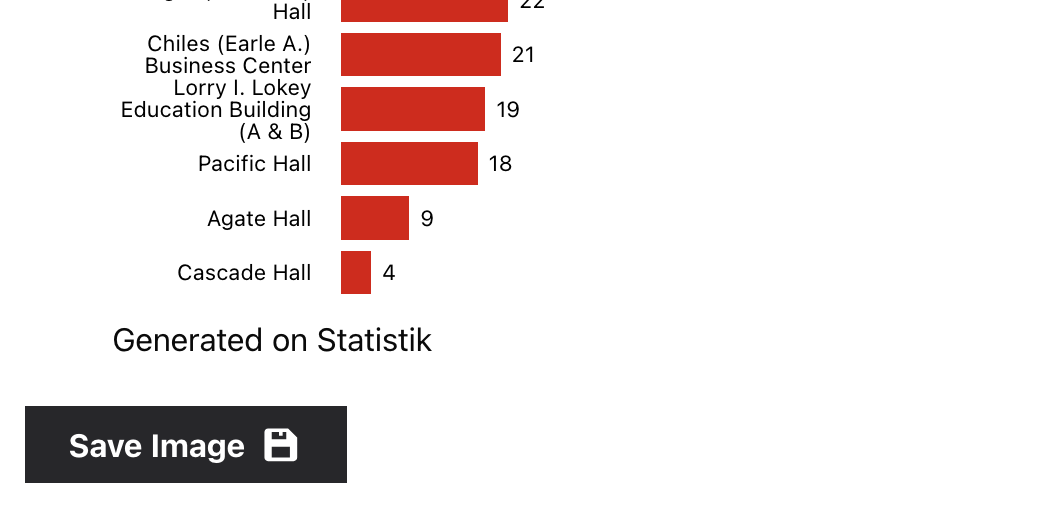 Hall
22
Chiles (Earle A.)
Business Center
21
Lorry I. Lokey
Education Building
(A & B)
19
Pacific Hall
18
Agate Hall
9
Cascade Hall
4
Generated on Statistik
Save Image